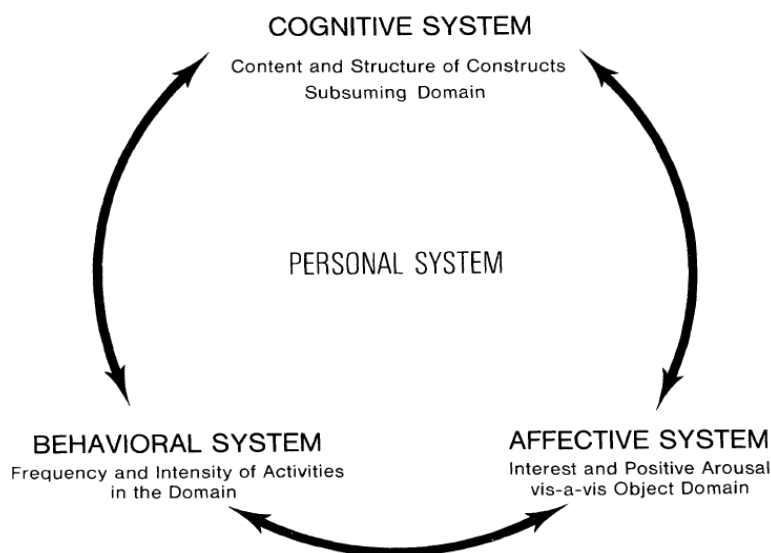 COGNITIVE SYSTEM
Content and Structure of Constructs
Subsuming Domain
PERSONAL SYSTEM
BEHAVIORAL SYSTEM
Frequency and Intensity of Activities
in the Domain
AFFECTIVE SYSTEM
Interest and Positive Arousal
vis-a-vis Object Domain